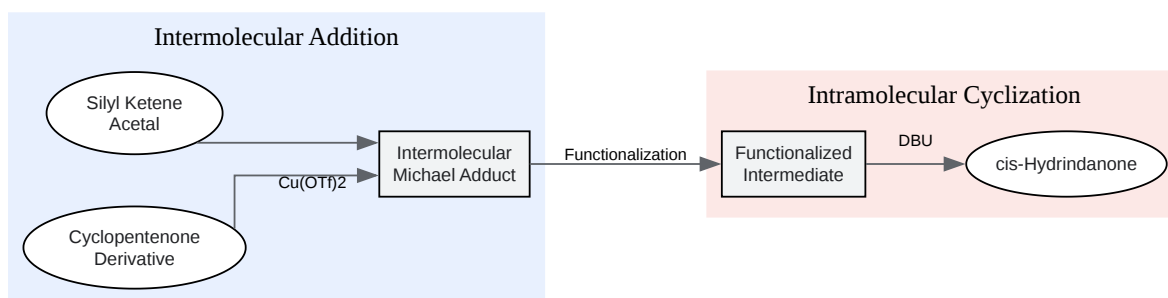 Intermolecular Addition
Silyl Ketene
Acetal
Cu(OTf)2
Cyclopentenone
Derivative
Intermolecular
Michael Adduct
Functionalization
Intramolecular Cyclization
Functionalized
Intermediate
DBU
cis-Hydrindanone